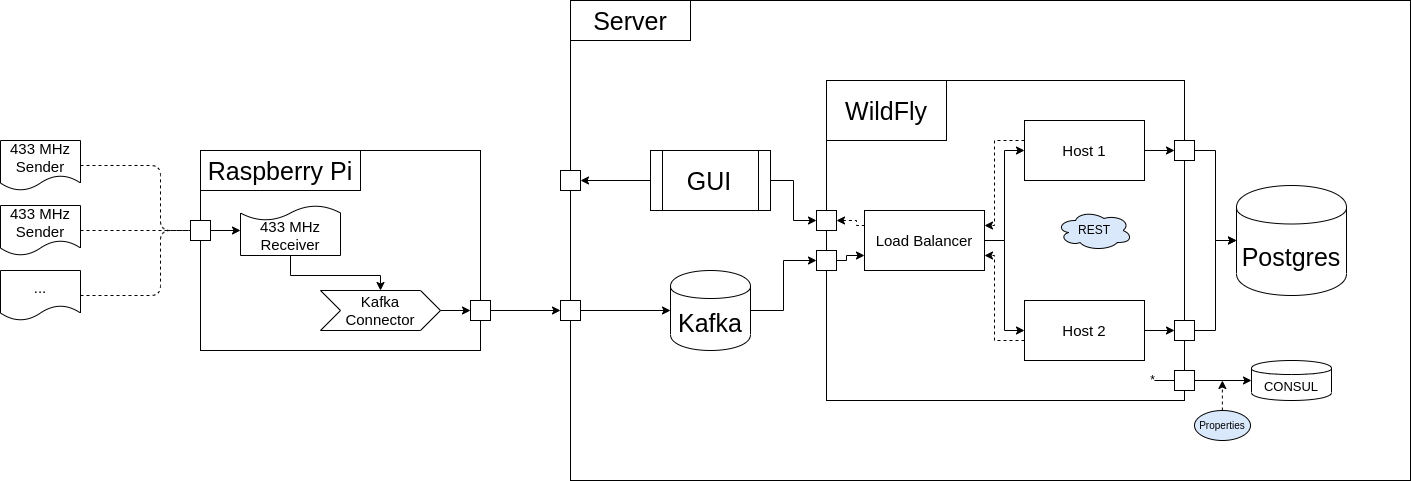 Server
WildFly
433 MHz
Sender
Raspberry Pi
GUI
Host 1
433 MHz
Sender
433 MHz
Receiver
REST
Load Balancer
Postgres
...
Kafka
Connector
Kafka
Host 2
*
CONSUL
Properties